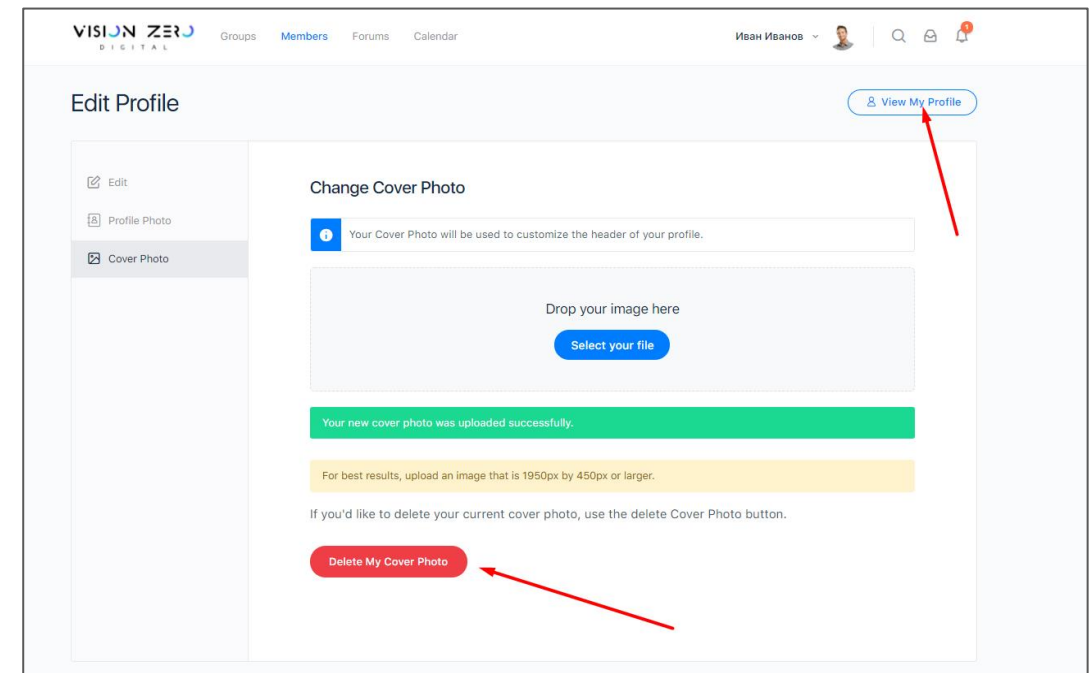 VISION ZERO
DIGITAL
Groups Members Forums Calendar Иван Иванов 1
Edit Profile
View My Profile
Edit
Profile Photo
Cover Photo
Change Cover Photo
Your Cover Photo will be used to customize the header of your profile.
Drop your image here
Select your file
Your new cover photo was uploaded successfully.
For best results, upload an image that is 1950px by 450px or larger.
If you'd like to delete your current cover photo, use the delete Cover Photo button.
Delete My Cover Photo